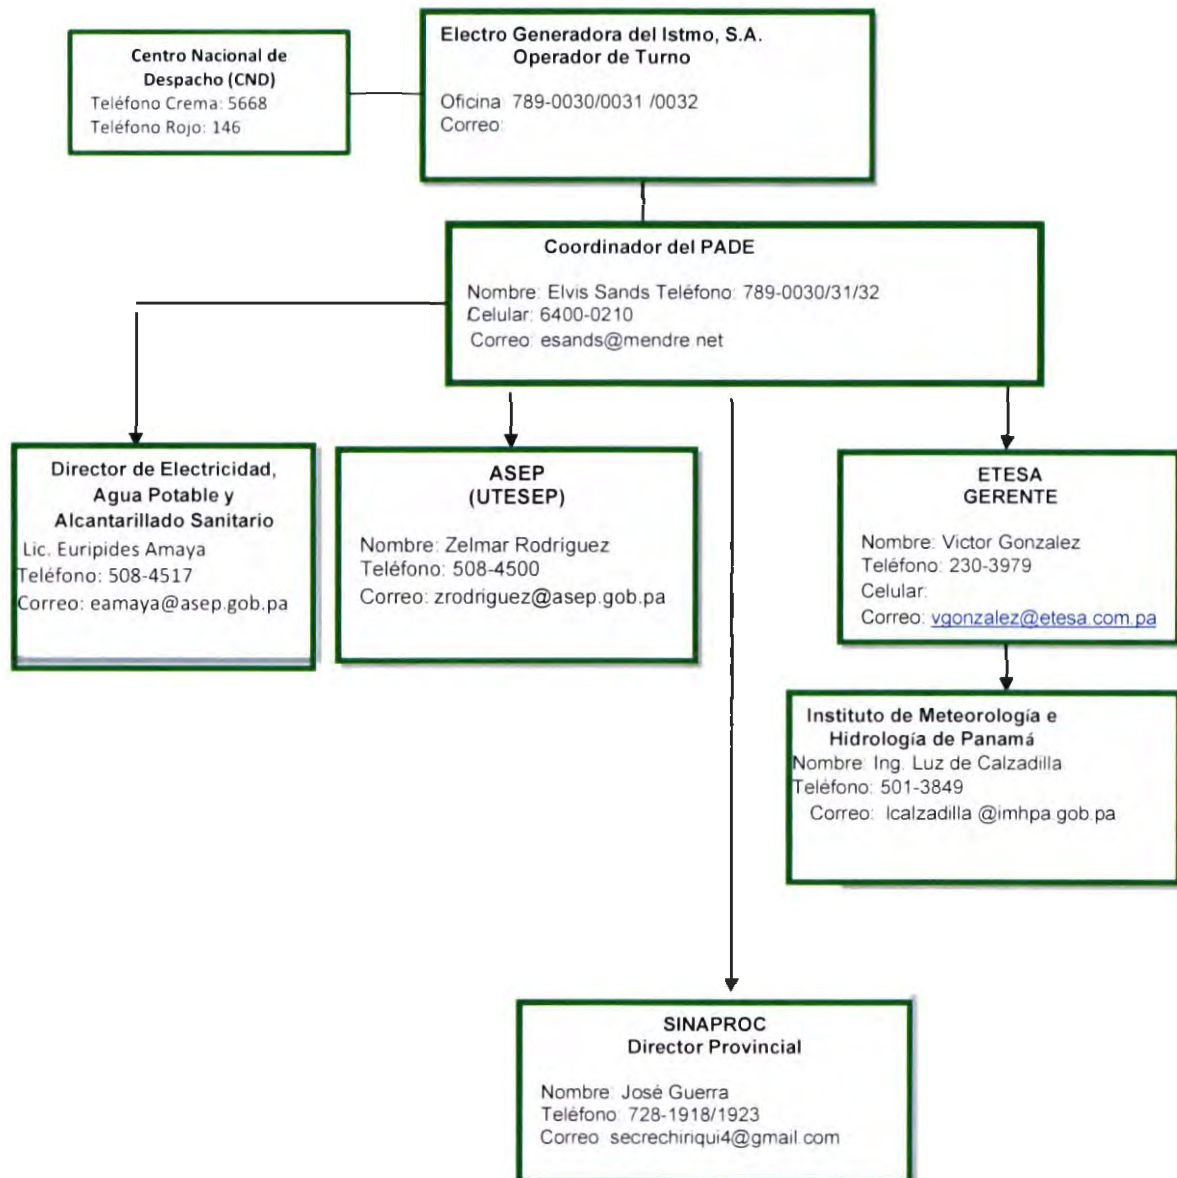 Centro Nacional de
Despacho (CND)
Teléfono Crema: 5668
Teléfono Rojo: 146
Electro Generadora del Istmo, S.A.
Operador de Turno
Oficina: 789-0030/0031 /0032
Correo:
Coordinador del PADE
Nombre: Elvis Sands Teléfono: 789-0030/31/32
Celular: 6400-0210
Correo: esands@mendre.net
Director de Electricidad,
Agua Potable y
Alcantarillado Sanitario
Lic. Euripides Amaya
Teléfono: 508-4517
Correo: eamaya@asep.gob.pa
ASEP
(UTESEP)
Nombre: Zelmar Rodriguez
Teléfono: 508-4500
Correo: zrodriguez@asep.gob.pa
ETESA
GERENTE
Nombre: Victor Gonzalez
Teléfono: 230-3979
Celular:
Correo: vgonzalez@etesa.com.pa
Instituto de Meteorología e
Hidrología de Panamá
Nombre: Ing. Luz de Calzadilla
Teléfono: 501-3849
Correo: lcalzadilla @imhpa.gob.pa
SINAPROC
Director Provincial
Nombre: José Guerra
Teléfono: 728-1918/1923
Correo: secrechiriqui4@gmail.com